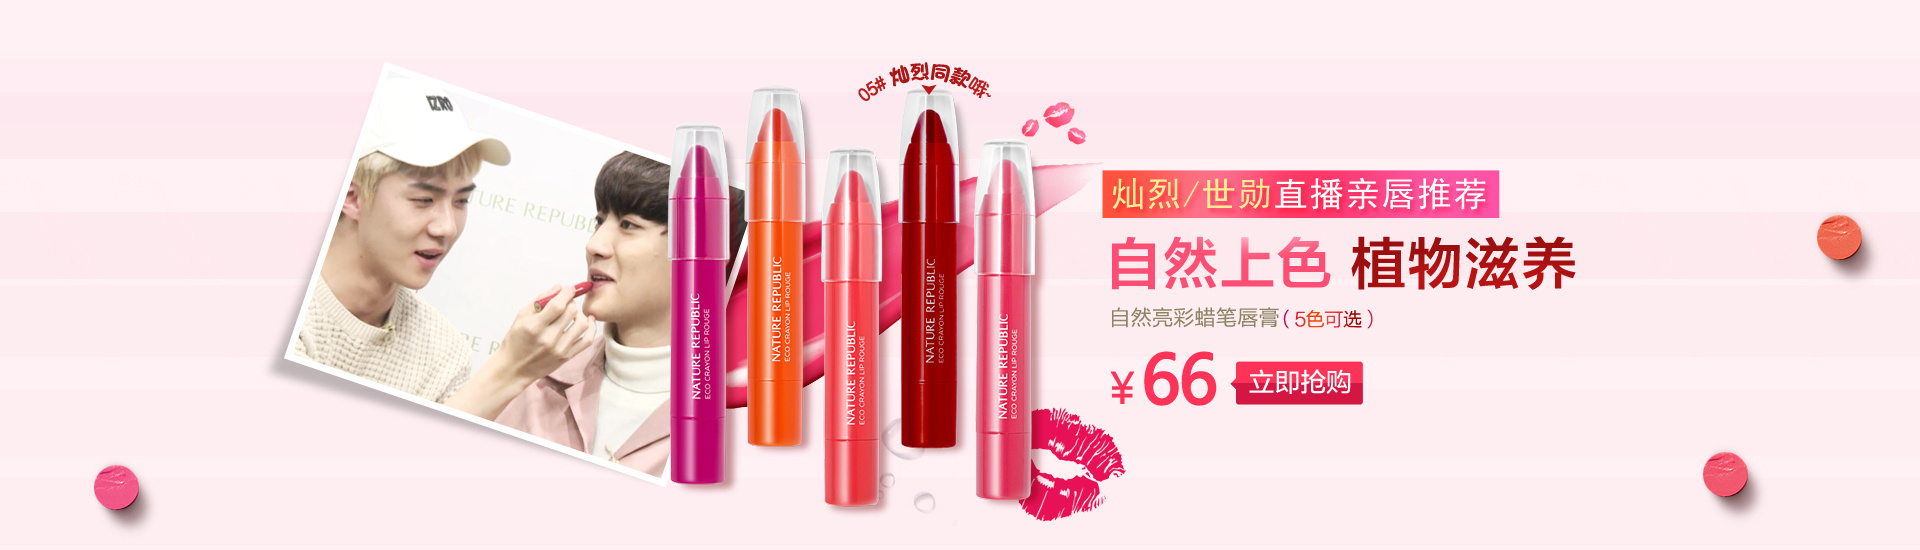 IZRO
NATURE REPUBL
E R
05# 灿烈同款哦~
NATURE REPUBLIC
ECO CRAYON LIP ROUGE
NATURE REPUBLIC
ECO CRAYON LIP ROUGE
NATURE REPUBLIC
ECO CRAYON LIP ROUGE
NATURE REPUBLIC
ECO CRAYON LIP ROUGE
NATURE REPUBLIC
ECO CRAYON LIP ROUGE
灿烈/世勋直播亲唇推荐
自然上色 植物滋养
自然亮彩蜡笔唇膏( 5色可选 )
¥66 立即抢购